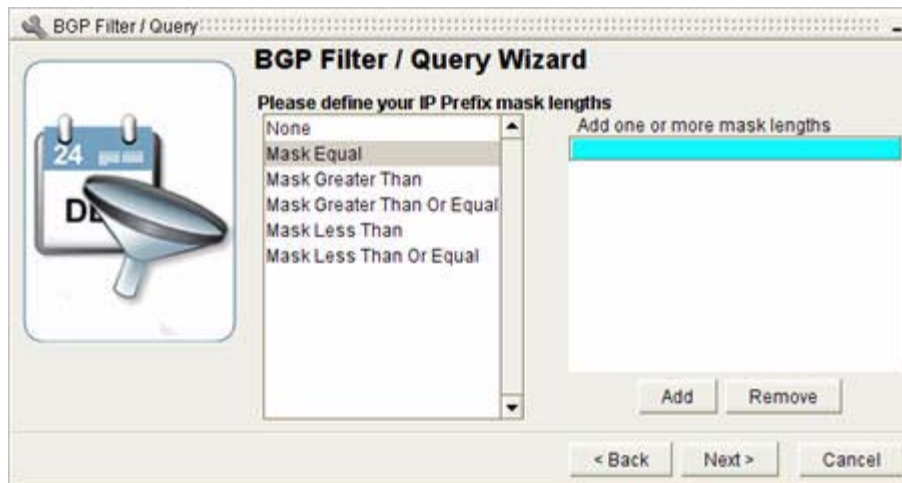 BGP Filter / Query
BGP Filter / Query Wizard
Please define your IP Prefix mask lengths
None
Mask Equal
Mask Greater Than
Mask Greater Than Or Equal
Mask Less Than
Mask Less Than Or Equal
Add one or more mask lengths
24
Add
Remove
< Back
Next >
Cancel